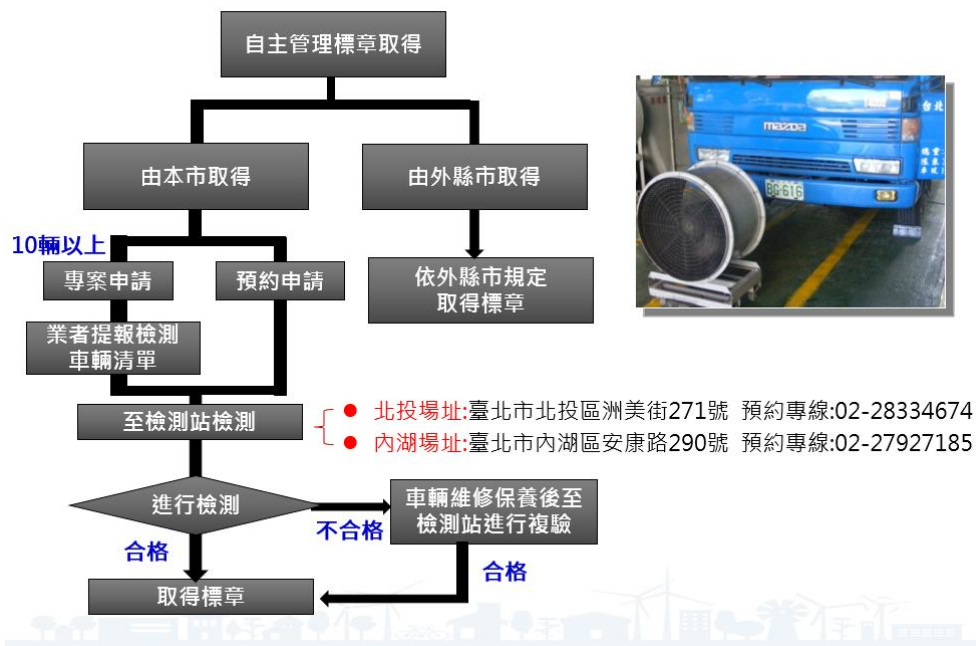 自主管理標章取得
由本市取得
由外縣市取得
10輛以上
專案申請
預約申請
依外縣市規定
取得標章
業者提報檢測
車輛清單
至檢測站檢測
● 北投場址:臺北市北投區洲美街271號 預約專線:02-28334674
● 內湖場址:臺北市內湖區安康路290號 預約專線:02-27927185
進行檢測
不合格
車輛維修保養後至
檢測站進行複驗
合格
合格
取得標章
mazda
BG-616
台北